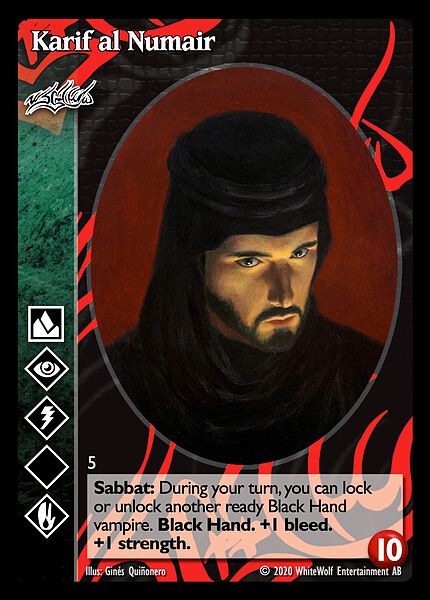 Karif al Numair
5
Sabbat: During your turn, you can lock
or unlock another ready Black Hand
vampire. Black Hand. +1 bleed.
+1 strength.
10
Illus: Ginés Quiñonero © 2020 WhiteWolf Entertainment AB